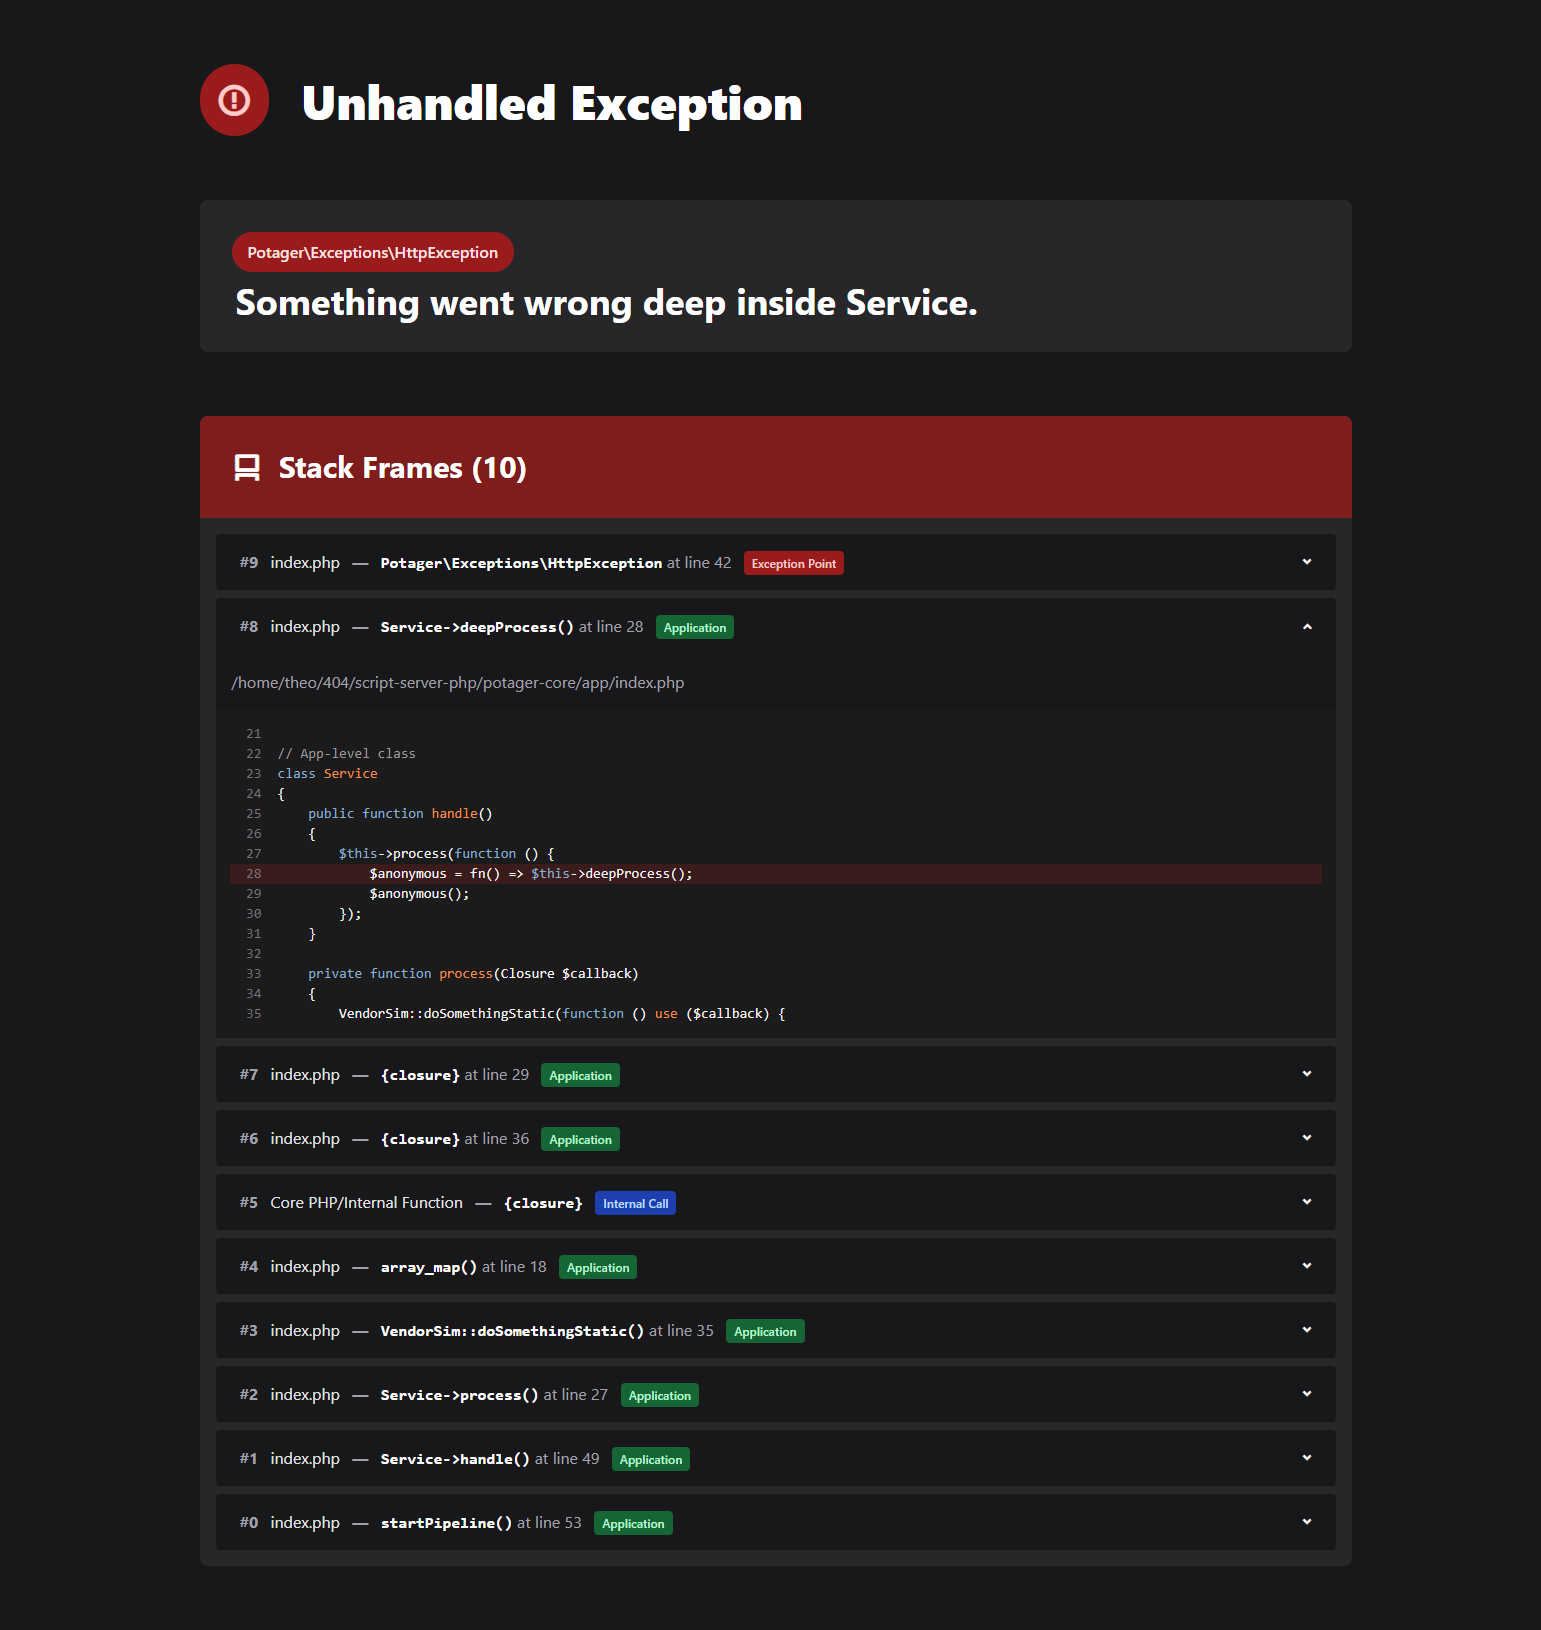 Unhandled Exception
Potager\Exceptions\HttpException
Something went wrong deep inside Service.
Stack Frames (10)
#9 index.php — Potager\Exceptions\HttpException at line 42 Exception Point
#8 index.php — Service->deepProcess() at line 28 Application
/home/theo/404/script-server-php/potager-core/app/index.php
21
22 // App-level class
23 class Service
24 {
25     public function handle()
26     {
27         $this->process(function () {
28             $anonymous = fn() => $this->deepProcess();
29             $anonymous();
30         });
31     }
32
33     private function process(Closure $callback)
34     {
35         VendorSim::doSomethingStatic(function () use ($callback) {
#7 index.php — {closure} at line 29 Application
#6 index.php — {closure} at line 36 Application
#5 Core PHP/Internal Function — {closure} Internal Call
#4 index.php — array_map() at line 18 Application
#3 index.php — VendorSim::doSomethingStatic() at line 35 Application
#2 index.php — Service->process() at line 27 Application
#1 index.php — Service->handle() at line 49 Application
#0 index.php — startPipeline() at line 53 Application